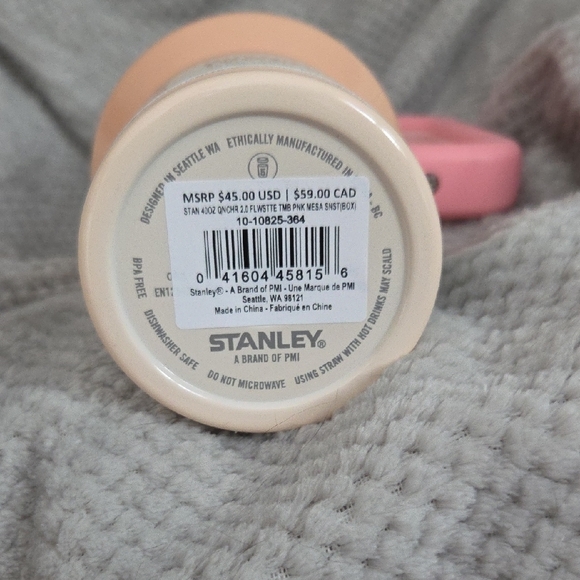 DESIGNED IN SEATTLE WA
ETHICALLY MANUFACTURED IN
BC
MSRP $45.00 USD | $59.00 CAD
STAN 40OZ QNCHR 2.0 FLWSTTE TMB PNK MESA SNST(BOX)
10-10825-364
0 41604 45815 6
Stanley® - A Brand of PMI - Une Marque de PMI
Seattle, WA 98121
Made in China - Fabriqué en Chine
EN12
BPA FREE
DISHWASHER SAFE
DO NOT MICROWAVE
USING STRAW WITH HOT DRINKS MAY SCALD
STANLEY®
A BRAND OF PMI